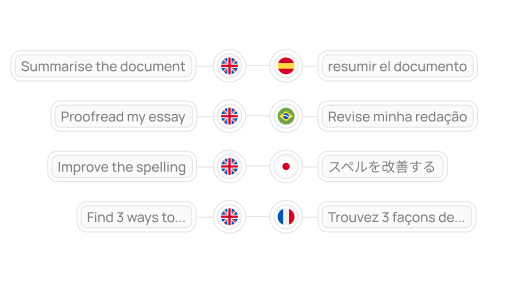 Summarise the document
resumir el documento
Proofread my essay
Revise minha redação
Improve the spelling
スペルを改善する
Find 3 ways to...
Trouvez 3 façons de...